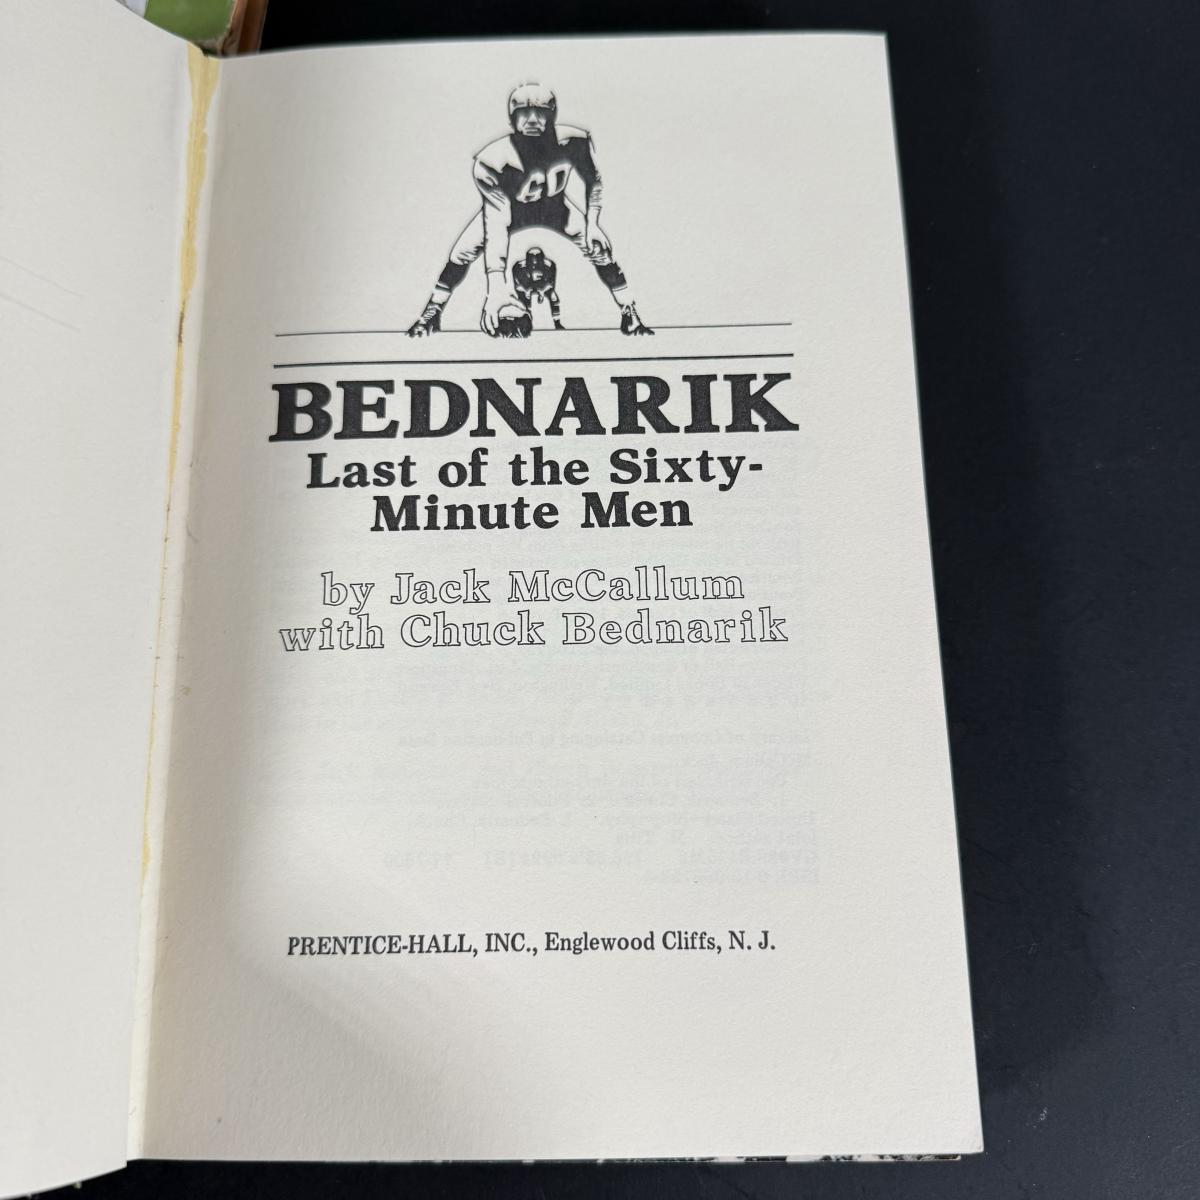 60
BEDNARIK
Last of the Sixty-
Minute Men
by Jack McCallum
with Chuck Bednarik
PRENTICE-HALL, INC., Englewood Cliffs, N. J.